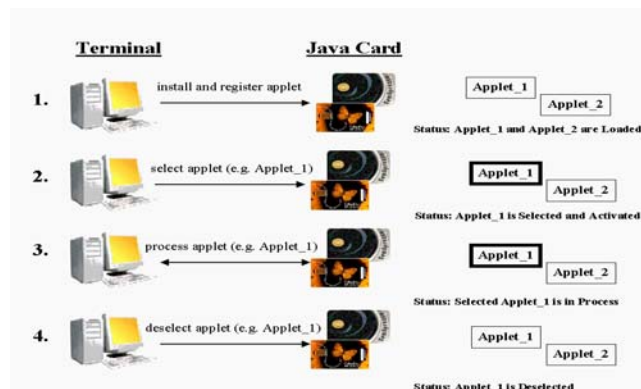 Terminal
Java Card
1.
install and register applet
Applet_1
Applet_2
Status: Applet_1 and Applet_2 are Loaded
2.
select applet (e.g. Applet_1)
Applet_1
Applet_2
Status: Applet_1 is Selected and Activated
3.
process applet (e.g. Applet_1)
Applet_1
Applet_2
Status: Selected Applet_1 is in Process
4.
deselect applet (e.g. Applet_1)
Applet_1
Applet_2
Status: Applet_1 is Deselected